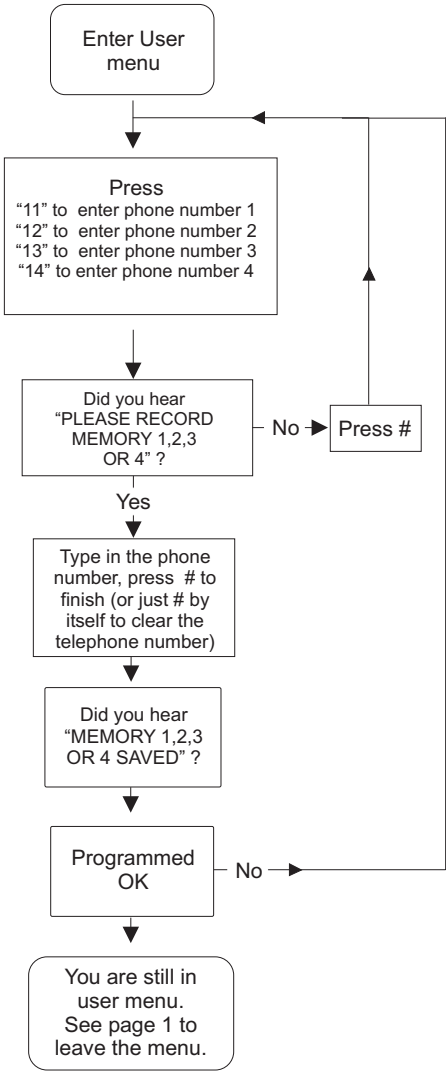 Enter User
menu
Press
“11” to enter phone number 1
“12” to enter phone number 2
“13” to enter phone number 3
“14” to enter phone number 4
Did you hear
“PLEASE RECORD
MEMORY 1,2,3
OR 4” ?
No
Press #
Yes
Type in the phone
number, press # to
finish (or just # by
itself to clear the
telephone number)
Did you hear
“MEMORY 1,2,3
OR 4 SAVED” ?
Programmed
OK
No
You are still in
user menu.
See page 1 to
leave the menu.